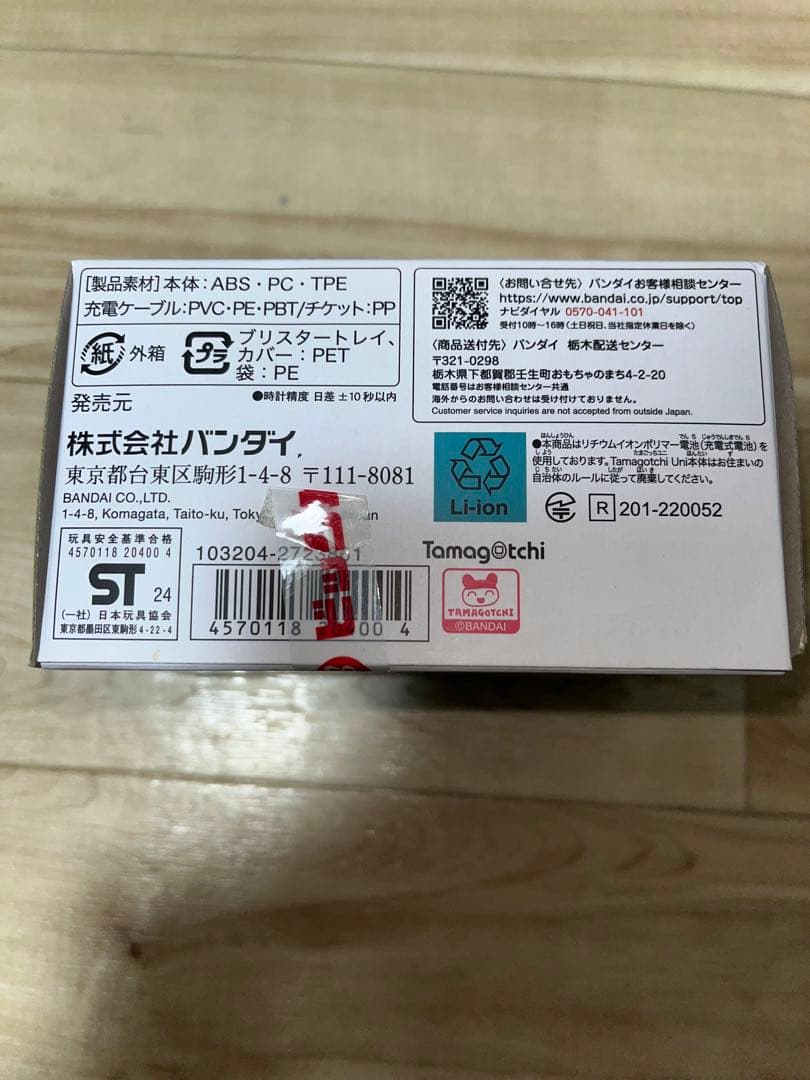 [製品素材]本体：ABS・PC・TPE
充電ケーブル：PVC・PE・PBT/チケット：PP
紙 外箱
プラ
ブリスタートレイ、
カバー：PET
袋：PE
●時計精度 日差±10秒以内
発売元
株式会社バンダイ
東京都台東区駒形1-4-8 〒111-8081
BANDAI CO.,LTD.
1-4-8, Komagata, Taito-ku,
玩具安全基準合格
4570118 20400 4
ST 24
(一社)日本玩具協会
東京都墨田区東駒形4-22-4
4570118 00 4
〈お問い合せ先〉バンダイお客様相談センター
https://www.bandai.co.jp/support/top
ナビダイヤル 0570-041-101
受付10時〜16時(土日祝日、当社指定休業日を除く)
〈商品送付先〉バンダイ 栃木配送センター
〒321-0298
栃木県下都賀郡壬生町おもちゃのまち4-2-20
電話番号はお客様相談センター共通
海外からのお問い合わせは受け付けておりません。
Customer service inquiries are not accepted from outside Japan.
Li-ion
●本商品はリチウムイオンポリマー電池(充電式電池)を
使用しております。Tamagotchi Uni本体はお住まいの
自治体のルールに従って廃棄してください。
R 201-220052
Tamagotchi
TAMAGOTCHI
©BANDAI